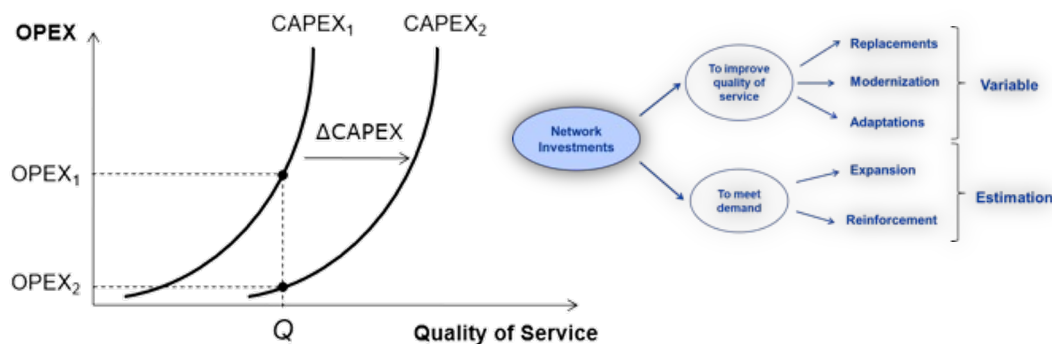 OPEX
CAPEX₁
CAPEX₂
ΔCAPEX
OPEX₁
OPEX₂
Q
Quality of Service
Network
Investments
To improve
quality of
service
To meet
demand
Replacements
Modernization
Adaptations
Expansion
Reinforcement
Variable
Estimation